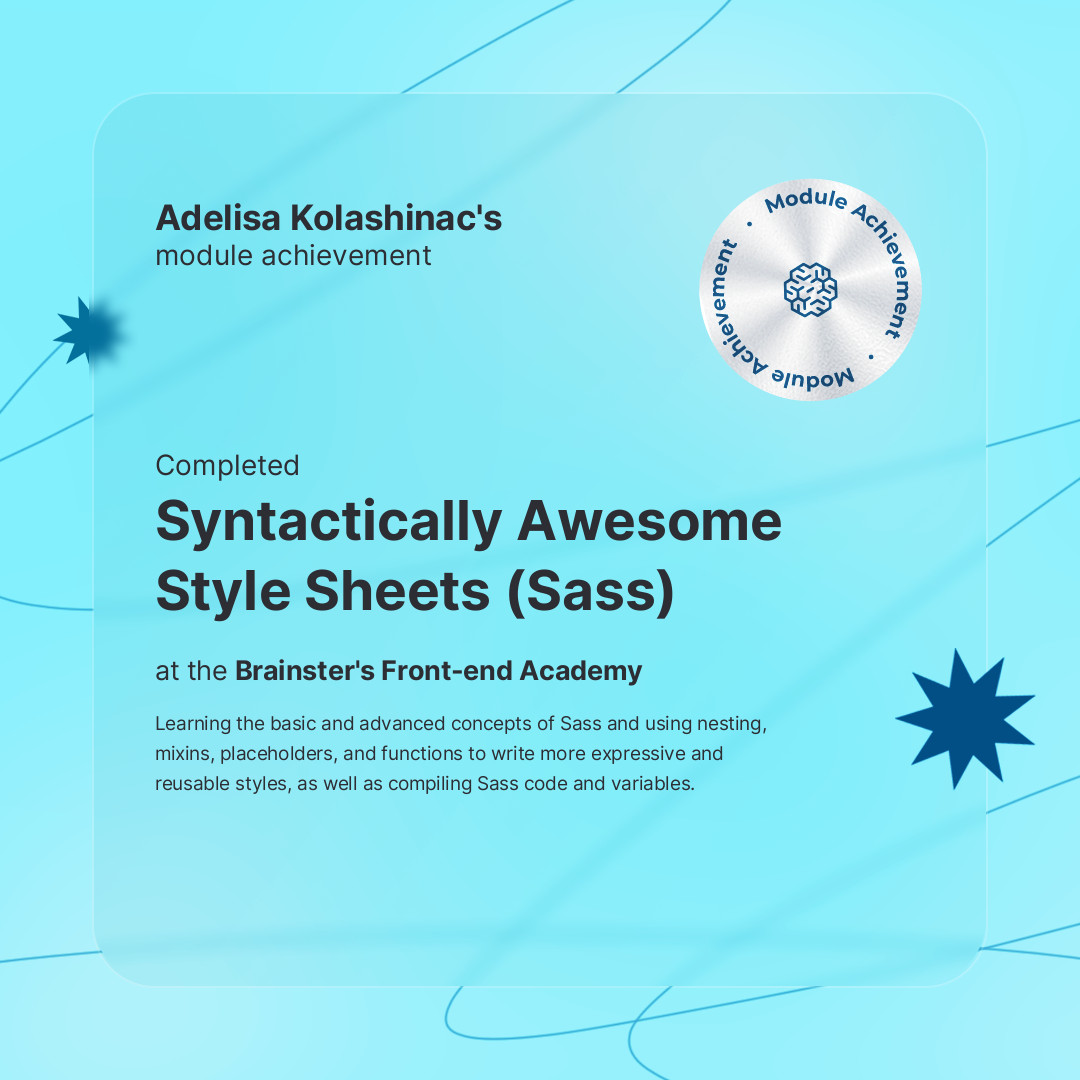 Adelisa Kolashinac's
module achievement
Module Achievement • Module Achievement •
Completed
Syntactically Awesome
Style Sheets (Sass)
at the Brainster's Front-end Academy
Learning the basic and advanced concepts of Sass and using nesting,
mixins, placeholders, and functions to write more expressive and
reusable styles, as well as compiling Sass code and variables.